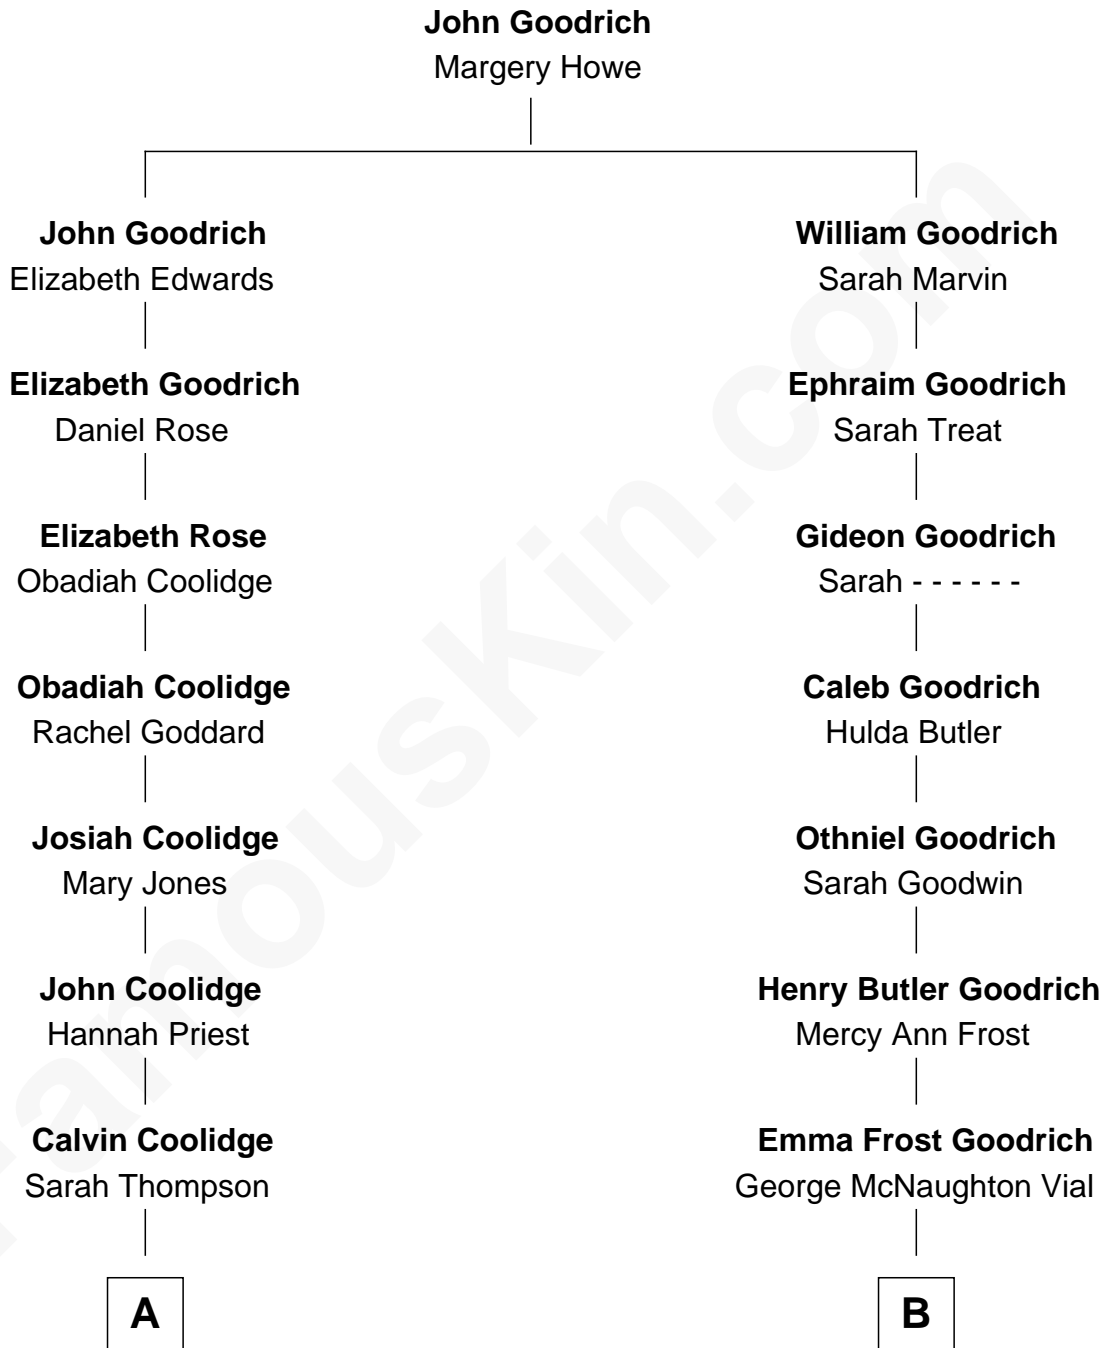 John Goodrich
Margery Howe
John Goodrich
Elizabeth Edwards
Elizabeth Goodrich
Daniel Rose
Elizabeth Rose
Obadiah Coolidge
Obadiah Coolidge
Rachel Goddard
Josiah Coolidge
Mary Jones
John Coolidge
Hannah Priest
Calvin Coolidge
Sarah Thompson
A
William Goodrich
Sarah Marvin
Ephraim Goodrich
Sarah Treat
Gideon Goodrich
Sarah - - - - - -
Caleb Goodrich
Hulda Butler
Othniel Goodrich
Sarah Goodwin
Henry Butler Goodrich
Mercy Ann Frost
Emma Frost Goodrich
George McNaughton Vial
B
FamousKin.com